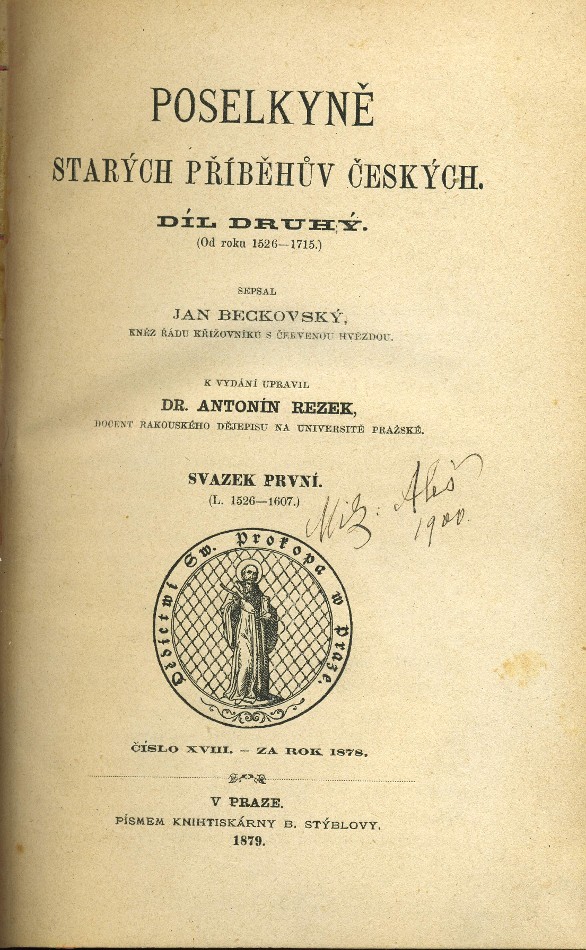 POSELKYNĚ
STARÝCH PŘÍBĚHŮV ČESKÝCH.
DÍL DRUHÝ.
(Od roku 1526—1715.)
SEPSAL
JAN BECKOVSKÝ,
KNĚZ ŘÁDU KŘIŽOVNÍKŮ S ČERVENOU HVĚZDOU.
K VYDÁNÍ UPRAVIL
DR. ANTONÍN REZEK,
DOCENT RAKOUSKÉHO DĚJEPISU NA UNIVERSITĚ PRAŽSKÉ.
SVAZEK PRVNÍ.
(L. 1526—1607.)
Mik. Aleš
1900.
Dědictwí Sw. Prokopa w Praze.
ČÍSLO XVIII. – ZA ROK 1878.
V PRAZE.
PÍSMEM KNIHTISKÁRNY B. STÝBLOVY.
1879.